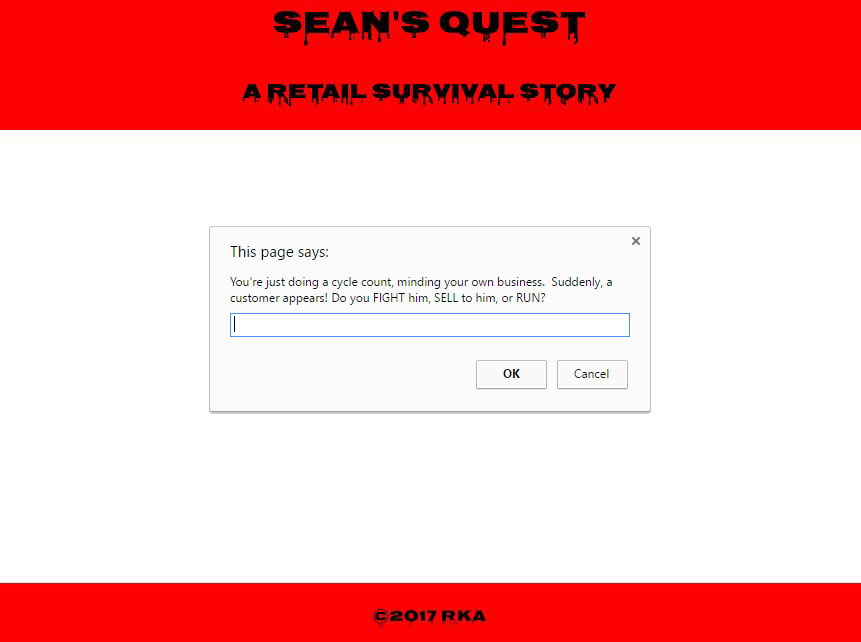 SEAN'S QUEST
A RETAIL SURVIVAL STORY
This page says:
You're just doing a cycle count, minding your own business.  Suddenly, a
customer appears! Do you FIGHT him, SELL to him, or RUN?
OK
Cancel
©2017 RKA